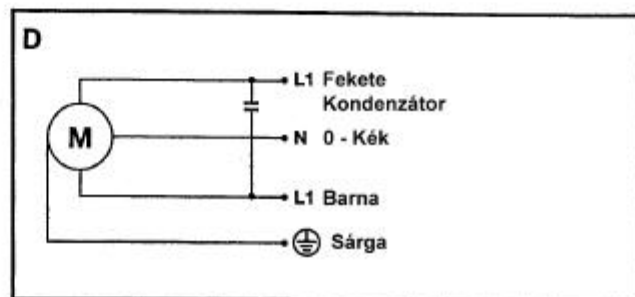 D
L1 Fekete
Kondenzátor
M
N 0 - Kék
L1 Barna
Sárga